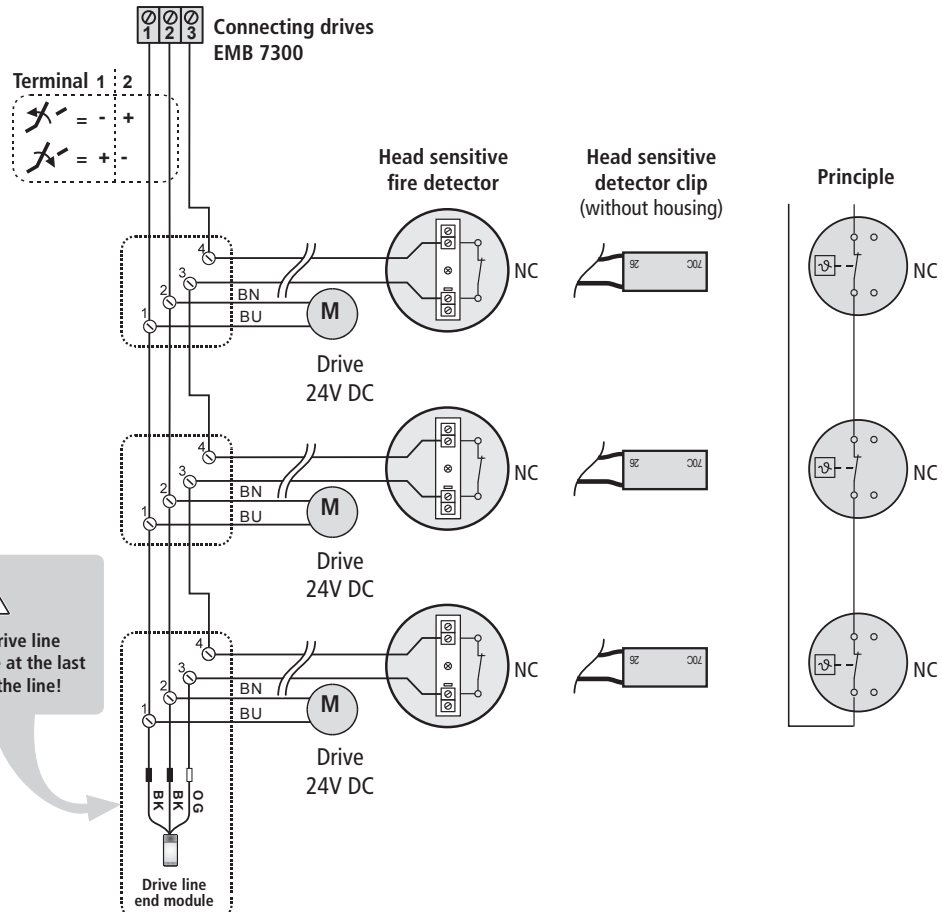 1 2 3
Connecting drives
EMB 7300
Terminal 1 2
= - +
= + -
Head sensitive
fire detector
Head sensitive
detector clip
(without housing)
Principle
4
3
2
1
BN
BU
M
Drive
24V DC
NC
26 70C
NC
4
3
2
1
BN
BU
M
Drive
24V DC
NC
26 70C
NC
rive line
e at the last
the line!
4
3
2
1
BN
BU
M
Drive
24V DC
NC
26 70C
NC
BK BK OG
Drive line
end module